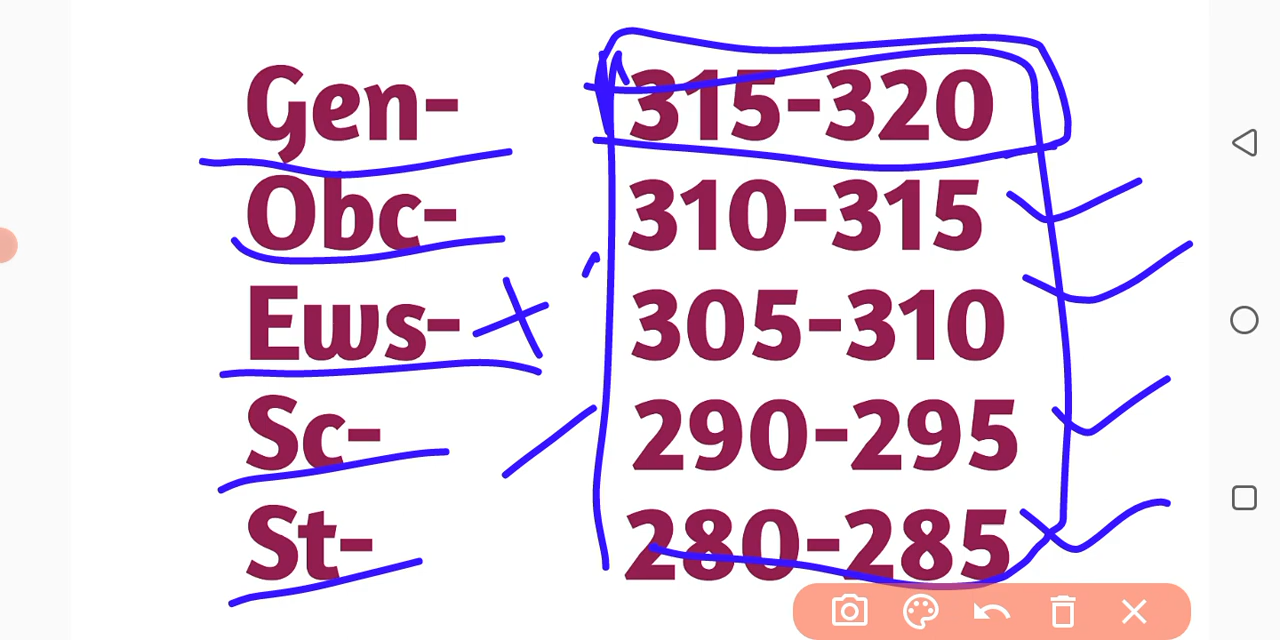 Gen- 315-320
Obc- 310-315
Ews- 305-310
Sc- 290-295
St- 280-285